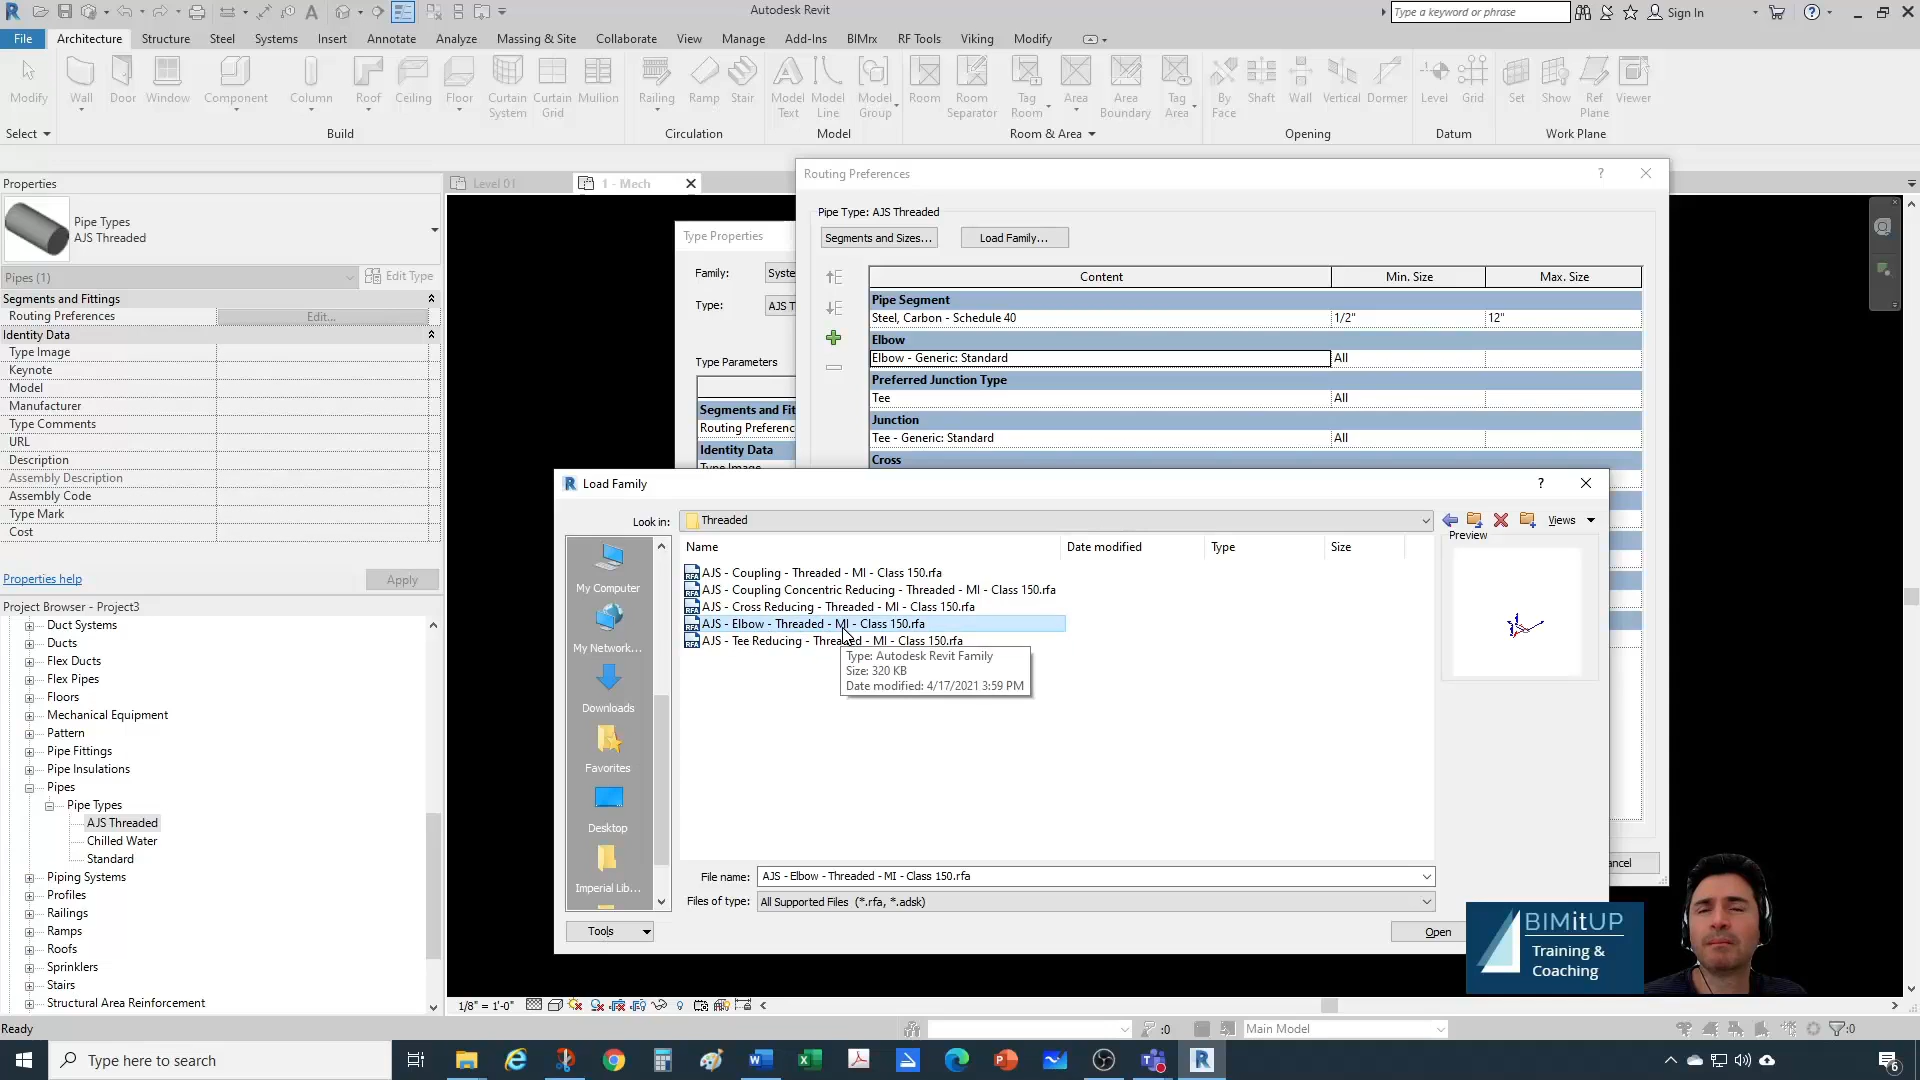 Autodesk Revit
Type a keyword or phrase
Sign In
File Architecture Structure Steel Systems Insert Annotate Analyze Massing & Site Collaborate View Manage Add-Ins BIMrx RF Tools Viking Modify
Modify Wall Door Window Component Column Roof Ceiling Floor Curtain System Curtain Grid Mullion Railing Ramp Stair Model Text Model Line Model Group Room Room Separator Tag Room Area Area Boundary Tag Area By Face Shaft Wall Vertical Dormer Level Grid Set Show Ref Plane Viewer
Select Build Circulation Model Room & Area Opening Datum Work Plane
Properties
Pipe Types
AJS Threaded
Pipes (1) Edit Type
Segments and Fittings
Routing Preferences Edit...
Identity Data
Type Image
Keynote
Model
Manufacturer
Type Comments
URL
Description
Assembly Description
Assembly Code
Type Mark
Cost
Properties help Apply
Project Browser - Project3
Duct Systems
Ducts
Flex Ducts
Flex Pipes
Floors
Mechanical Equipment
Pattern
Pipe Fittings
Pipe Insulations
Pipes
Pipe Types
AJS Threaded
Chilled Water
Standard
Piping Systems
Profiles
Railings
Ramps
Roofs
Sprinklers
Stairs
Structural Area Reinforcement
Level 01 1 - Mech
Type Properties
Family: Syste
Type: AJS T
Type Parameters
Segments and Fit
Routing Preferenc
Identity Data
Type Image
Routing Preferences
Pipe Type: AJS Threaded
Segments and Sizes... Load Family...
Content Min. Size Max. Size
Pipe Segment
Steel, Carbon - Schedule 40 1/2" 12"
Elbow
Elbow - Generic: Standard All
Preferred Junction Type
Tee All
Junction
Tee - Generic: Standard All
Cross
ancel
Load Family
Look in: Threaded Views
Name Date modified Type Size Preview
AJS - Coupling - Threaded - MI - Class 150.rfa
AJS - Coupling Concentric Reducing - Threaded - MI - Class 150.rfa
AJS - Cross Reducing - Threaded - MI - Class 150.rfa
AJS - Elbow - Threaded - MI - Class 150.rfa
AJS - Tee Reducing - Threaded - MI - Class 150.rfa
Type: Autodesk Revit Family
Size: 320 KB
Date modified: 4/17/2021 3:59 PM
My Computer
My Network...
Downloads
Favorites
Desktop
Imperial Lib...
File name: AJS - Elbow - Threaded - MI - Class 150.rfa
Files of type: All Supported Files (*.rfa, *.adsk)
Tools Open
BIMitUP
Training &
Coaching
1/8" = 1'-0"
Ready :0 Main Model :0
Type here to search
6